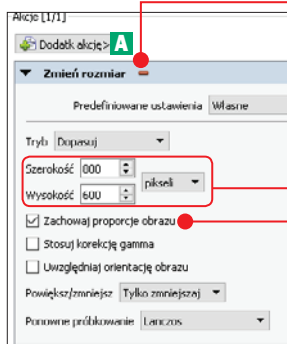 Akcje [1/1]
Dodatk akcję> A
Zmień rozmiar
Predefiniowane ustawienia Własne
Tryb Dopasuj
Szerokość 800
pikseli
Wysokość 600
Zachowaj proporcje obrazu
Stosuj korekcję gamma
Uwzględniaj orientację obrazu
Powiększ/zmniejsz Tylko zmniejszaj
Ponowne próbkowanie Lanczos